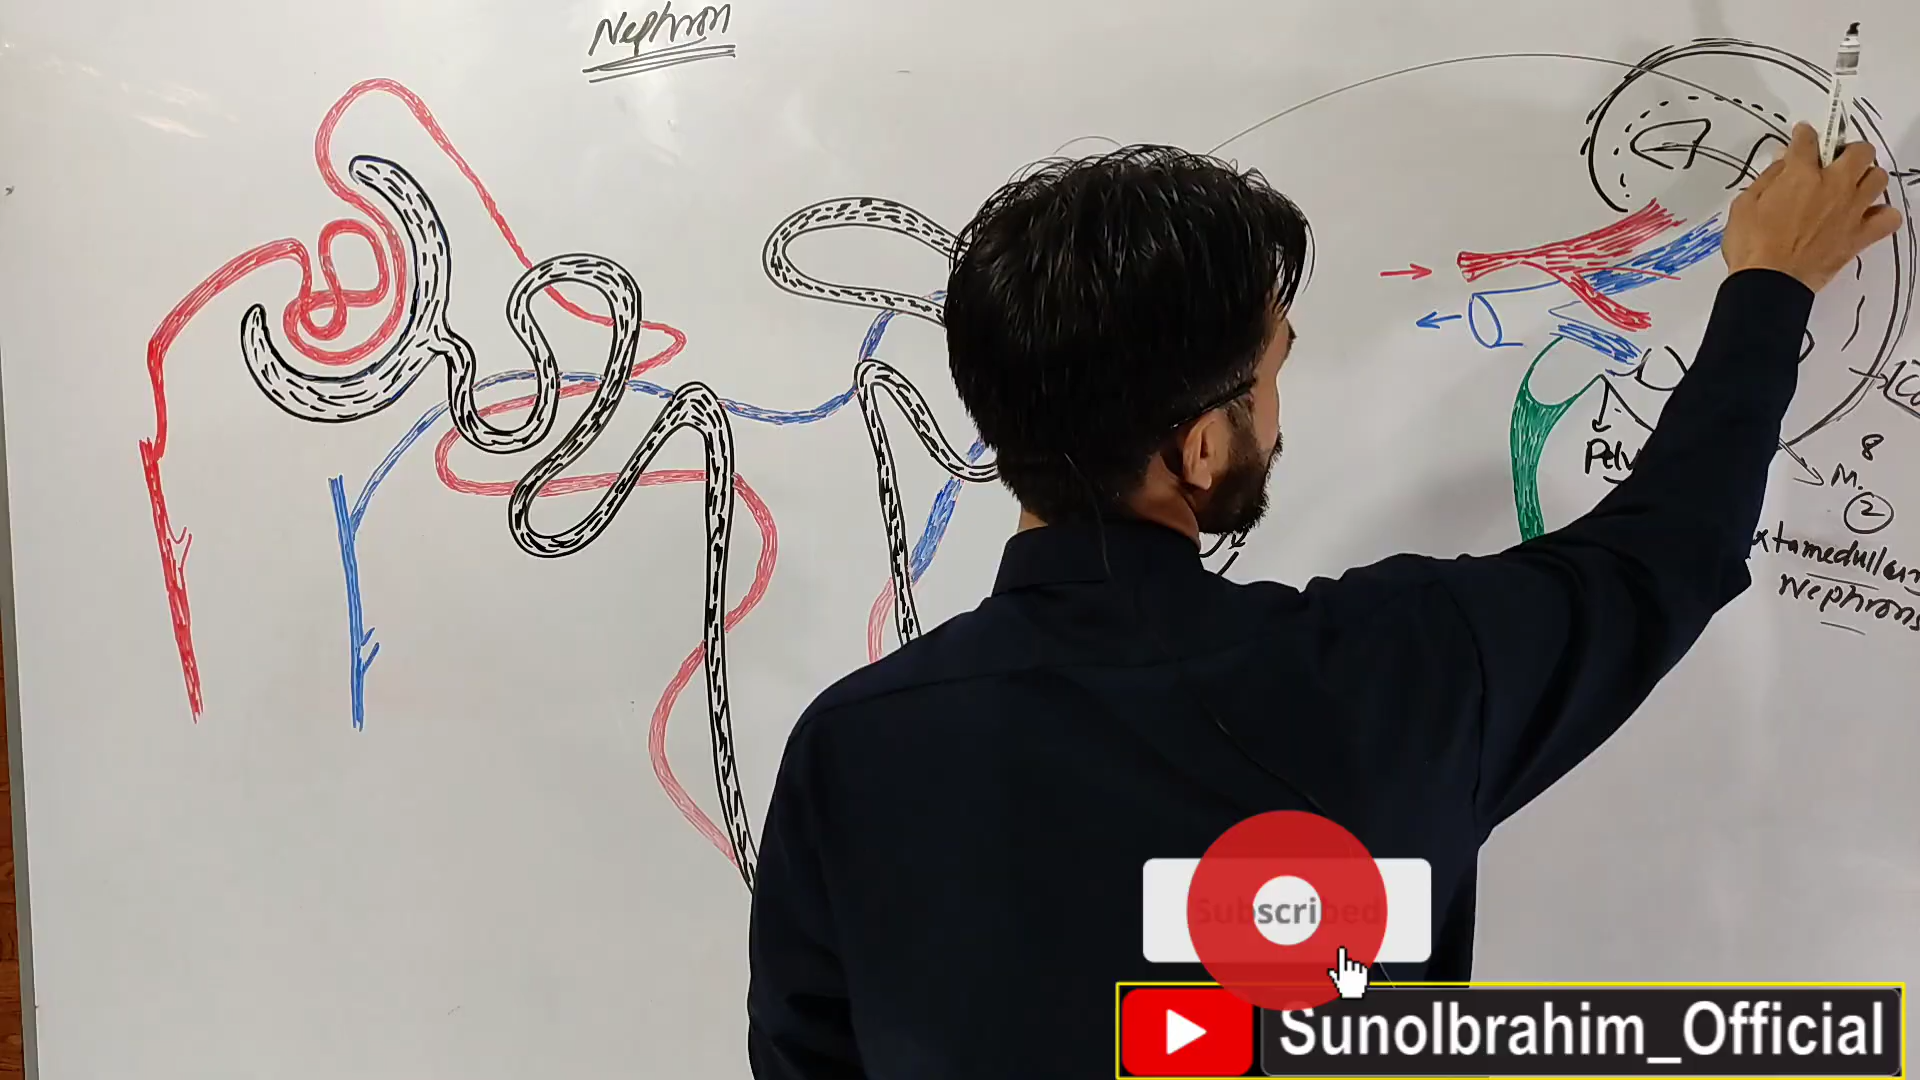 Nephron
Pelv
8
M.
2
xtamedullary
Nephrons
Subscribed
SunoIbrahim_Official